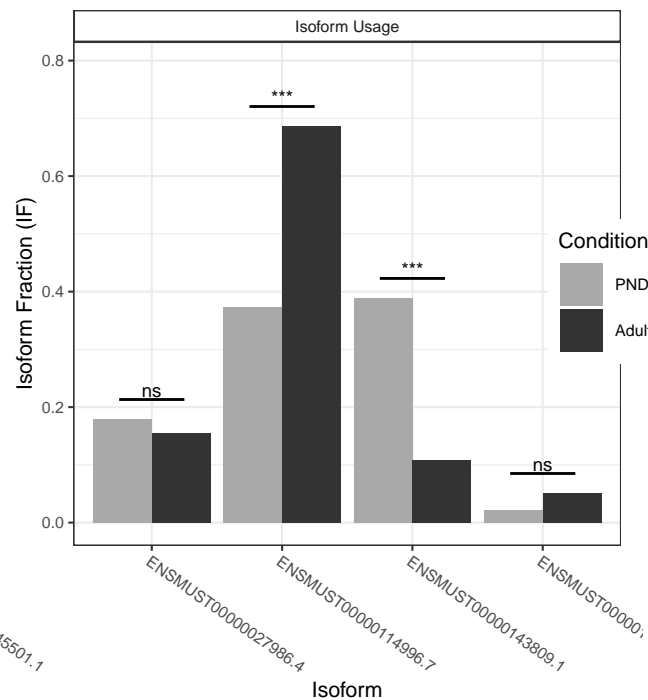 Isoform Usage
0.8
***
0.6
Isoform Fraction (IF)
Condition
***
PND
0.4
Adul
ns
0.2
ns
0.0
ENSMUST00000027986.4
ENSMUST00000114996.7
ENSMUST00000143809.1
ENSMUST00000
45501.1
Isoform